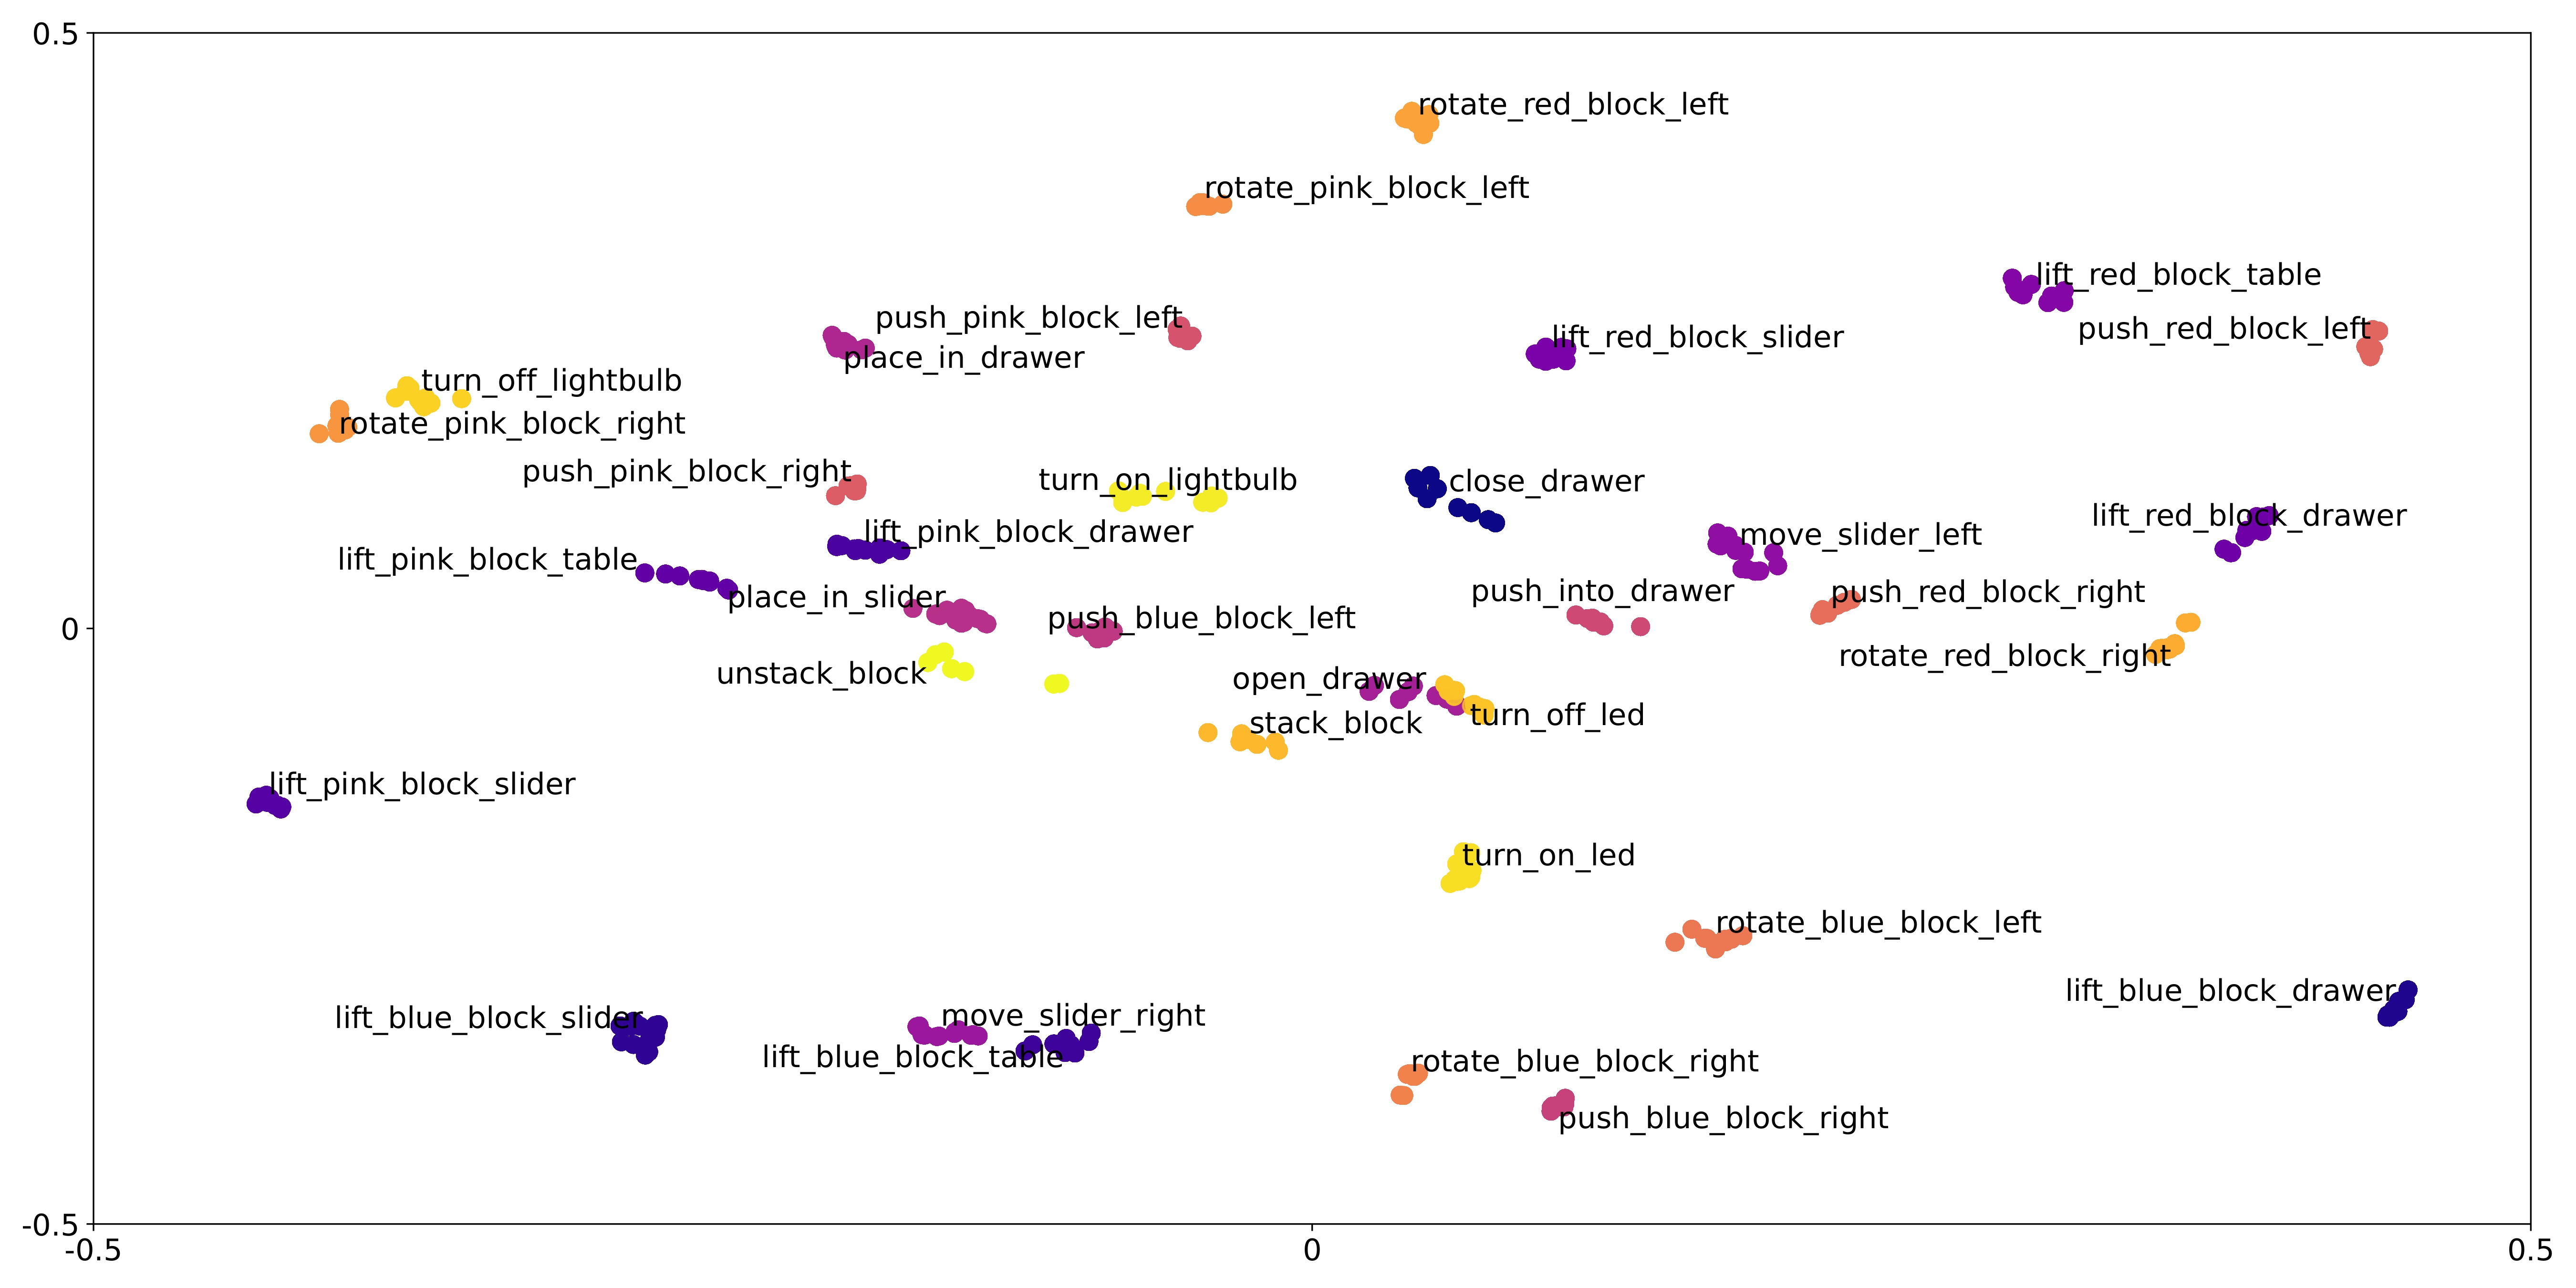 0.5
rotate_red_block_left
rotate_pink_block_left
lift_red_block_table
push_pink_block_left
push_red_block_left
lift_red_block_slider
place_in_drawer
turn_off_lightbulb
rotate_pink_block_right
push_pink_block_right
turn_on_lightbulb
close_drawer
lift_red_block_drawer
lift_pink_block_drawer
move_slider_left
lift_pink_block_table
push_into_drawer
push_red_block_right
place_in_slider
push_blue_block_left
0
rotate_red_block_right
unstack_block
open_drawer
turn_off_led
stack_block
lift_pink_block_slider
turn_on_led
rotate_blue_block_left
lift_blue_block_drawer
lift_blue_block_slider
move_slider_right
lift_blue_block_table
rotate_blue_block_right
push_blue_block_right
-0.5
-0.5
0
0.5